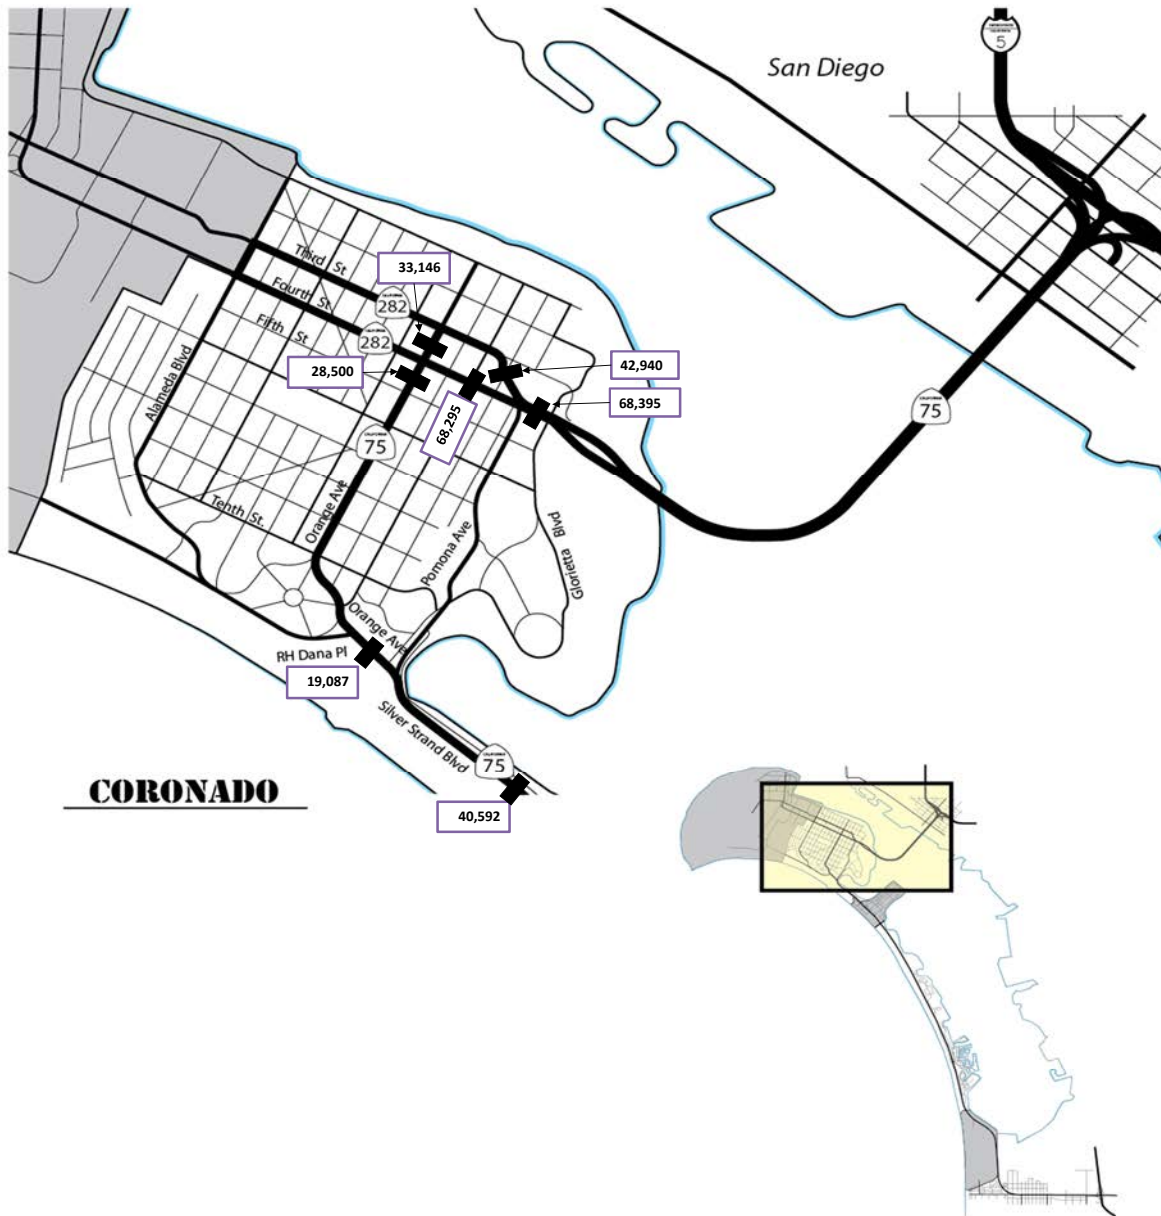 5
San Diego
Third St
33,146
Fourth St
282
Fifth St
282
28,500
42,940
68,395
68,295
Alameda Blvd
75
75
Orange Ave
Tenth St.
Pomona Ave
Glorietta Blvd
Orange Ave
RH Dana Pl
19,087
Silver Strand Blvd
75
CORONADO
40,592